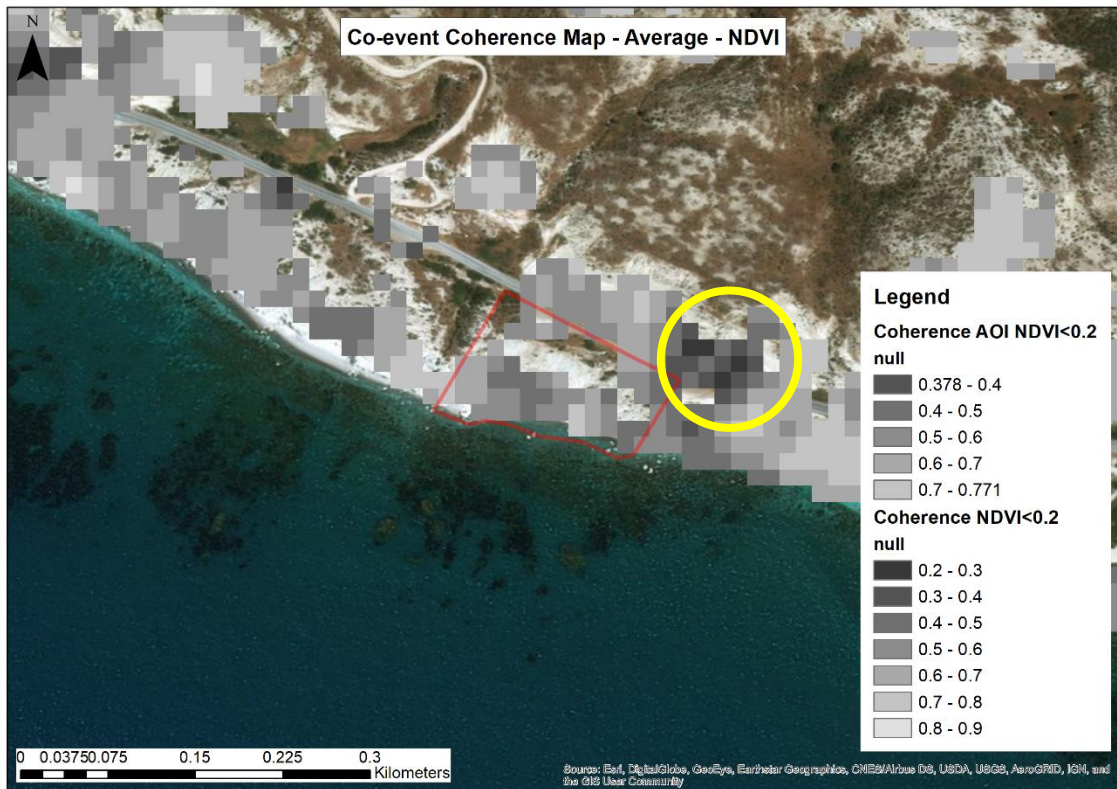 N
Co-event Coherence Map - Average - NDVI
Legend
Coherence AOI NDVI<0.2
null
0.378 - 0.4
0.4 - 0.5
0.5 - 0.6
0.6 - 0.7
0.7 - 0.771
Coherence NDVI<0.2
null
0.2 - 0.3
0.3 - 0.4
0.4 - 0.5
0.5 - 0.6
0.6 - 0.7
0.7 - 0.8
0.8 - 0.9
0 0.0375 0.075 0.15 0.225 0.3
Kilometers
Source: Esri, DigitalGlobe, GeoEye, Earthstar Geographics, CNES/Airbus DS, USDA, USGS, AeroGRID, IGN, and
the GIS User Community